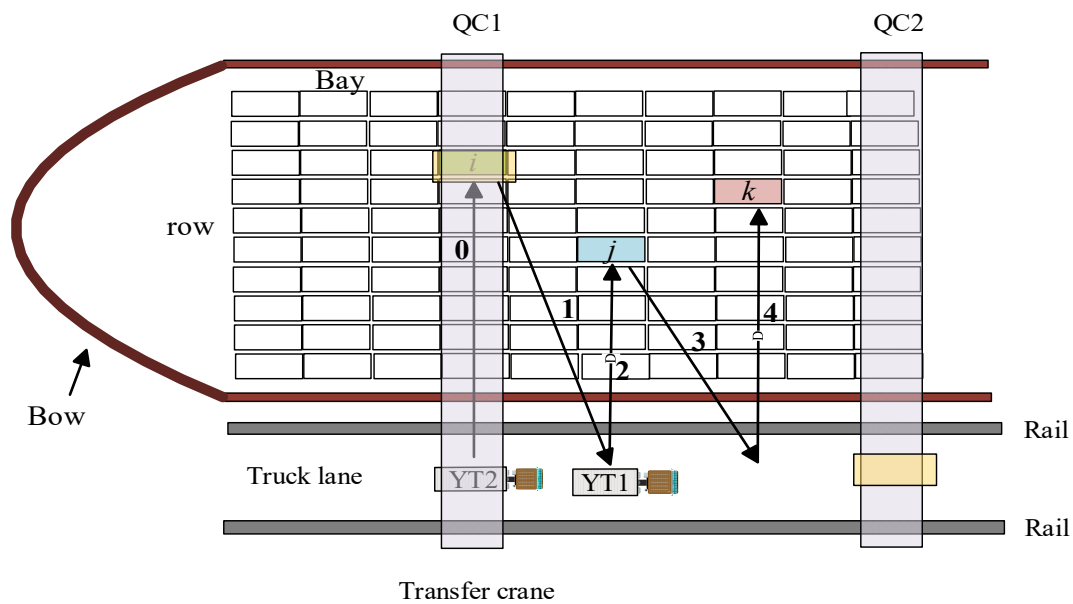 QC1
QC2
Bay
i
k
row
j
0
1
4
3
2
Bow
Rail
Truck lane
YT2
YT1
Rail
Transfer crane